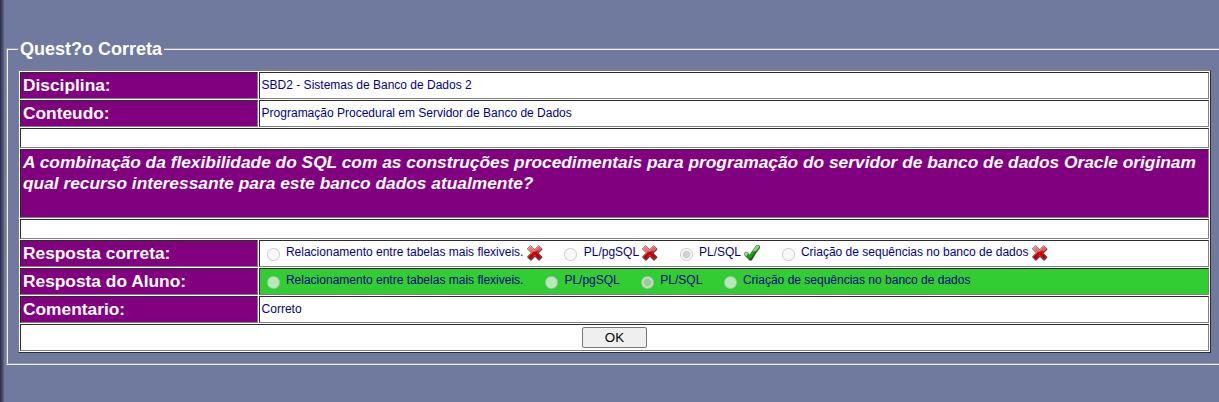 Quest?o Correta
Disciplina: SBD2 - Sistemas de Banco de Dados 2
Conteudo: Programação Procedural em Servidor de Banco de Dados
A combinação da flexibilidade do SQL com as construções procedimentais para programação do servidor de banco de dados Oracle originam
qual recurso interessante para este banco dados atualmente?
Resposta correta: Relacionamento entre tabelas mais flexiveis. PL/pgSQL PL/SQL Criação de sequências no banco de dados
Resposta do Aluno: Relacionamento entre tabelas mais flexiveis. PL/pgSQL PL/SQL Criação de sequências no banco de dados
Comentario: Correto
OK